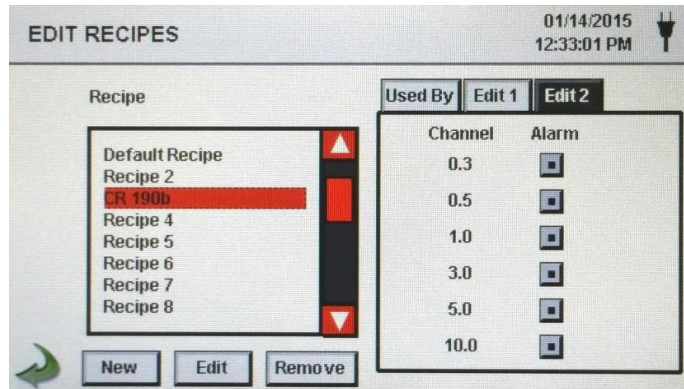 EDIT RECIPES
01/14/2015
12:33:01 PM
Recipe
Default Recipe
Recipe 2
CR 190b
Recipe 4
Recipe 5
Recipe 6
Recipe 7
Recipe 8
New Edit Remove
Used By Edit 1 Edit 2
Channel Alarm
0.3
0.5
1.0
3.0
5.0
10.0